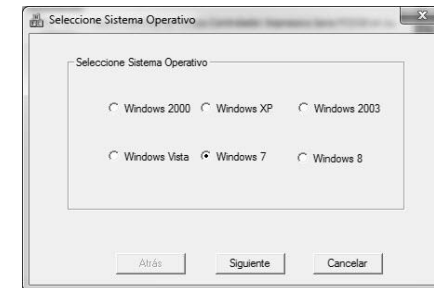 Seleccione Sistema Operativo
Seleccione Sistema Operativo
Windows 2000 Windows XP Windows 2003
Windows Vista Windows 7 Windows 8
Atrás Siguiente Cancelar